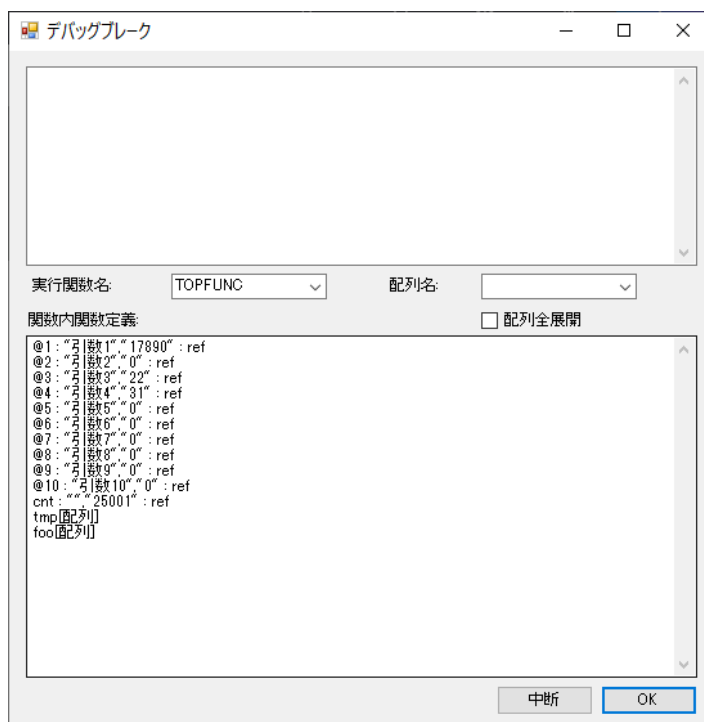 デバッグブレーク
実行関数名:
TOPFUNC
配列名:
関数内関数定義:
配列全展開
@1 : "引数1","17890" : ref
@2 : "引数2","0" : ref
@3 : "引数3","22" : ref
@4 : "引数4","31" : ref
@5 : "引数5","0" : ref
@6 : "引数6","0" : ref
@7 : "引数7","0" : ref
@8 : "引数8","0" : ref
@9 : "引数9","0" : ref
@10 : "引数10","0" : ref
cnt : "","25001" : ref
tmp[配列]
foo[配列]
中断
OK